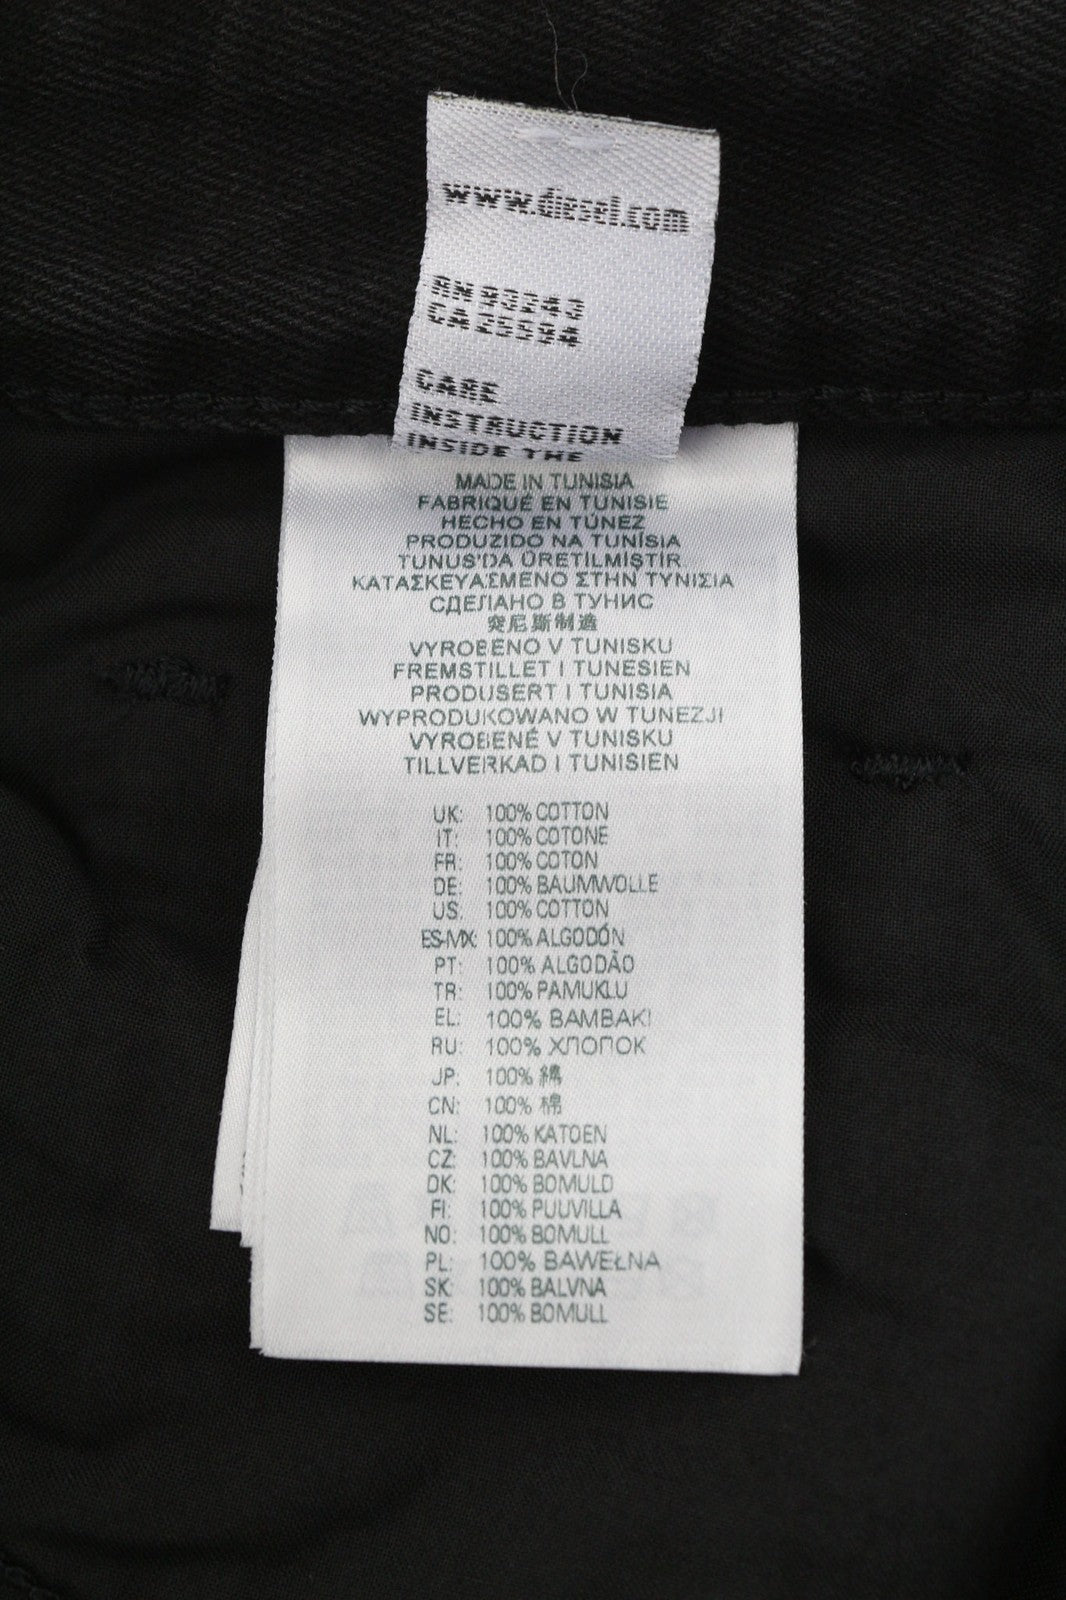 www.diesel.com
RN 93243
CA 25594
CARE
INSTRUCTION
INSIDE THE
MADE IN TUNISIA
FABRIQUÉ EN TUNISIE
HECHO EN TÚNEZ
PRODUZIDO NA TUNÍSIA
TUNUS'DA ÜRETILMIŞTIR
ΚΑΤΑΣΚΕΥΑΣΜΕΝΟ ΣΤΗΝ ΤΥΝΙΣΙΑ
СДЕЛАНО В ТУНИС
突尼斯制造
VYROBENO V TUNISKU
FREMSTILLET I TUNESIEN
PRODUSERT I TUNISIA
WYPRODUKOWANO W TUNEZJI
VYROBENÉ V TUNISKU
TILLVERKAD I TUNISIEN
UK: 100% COTTON
IT: 100% COTONE
FR: 100% COTON
DE: 100% BAUMWOLLE
US: 100% COTTON
ES-MX: 100% ALGODÓN
PT: 100% ALGODÃO
TR: 100% PAMUKLU
EL: 100% BAMBAKI
RU: 100% ХЛОПОК
JP: 100% 綿
CN: 100% 棉
NL: 100% KATOEN
CZ: 100% BAVLNA
DK: 100% BOMULD
FI: 100% PUUVILLA
NO: 100% BOMULL
PL: 100% BAWEŁNA
SK: 100% BALVNA
SE: 100% BOMULL